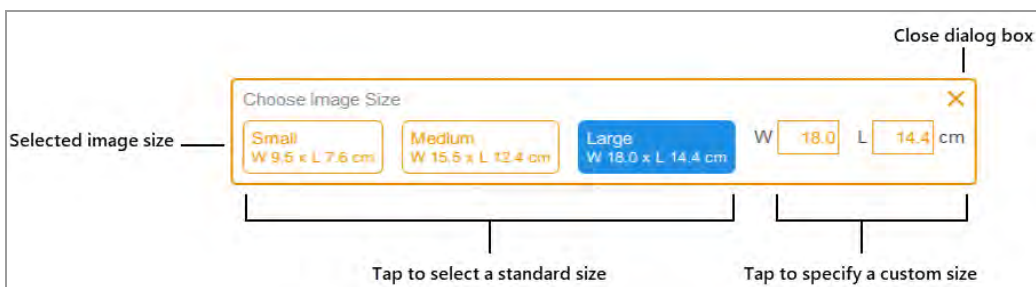 Close dialog box
Choose Image Size
Selected image size
Small
W 9.5 x L 7.6 cm
Medium
W 15.5 x L 12.4 cm
Large
W 18.0 x L 14.4 cm
W 18.0 L 14.4 cm
Tap to select a standard size
Tap to specify a custom size